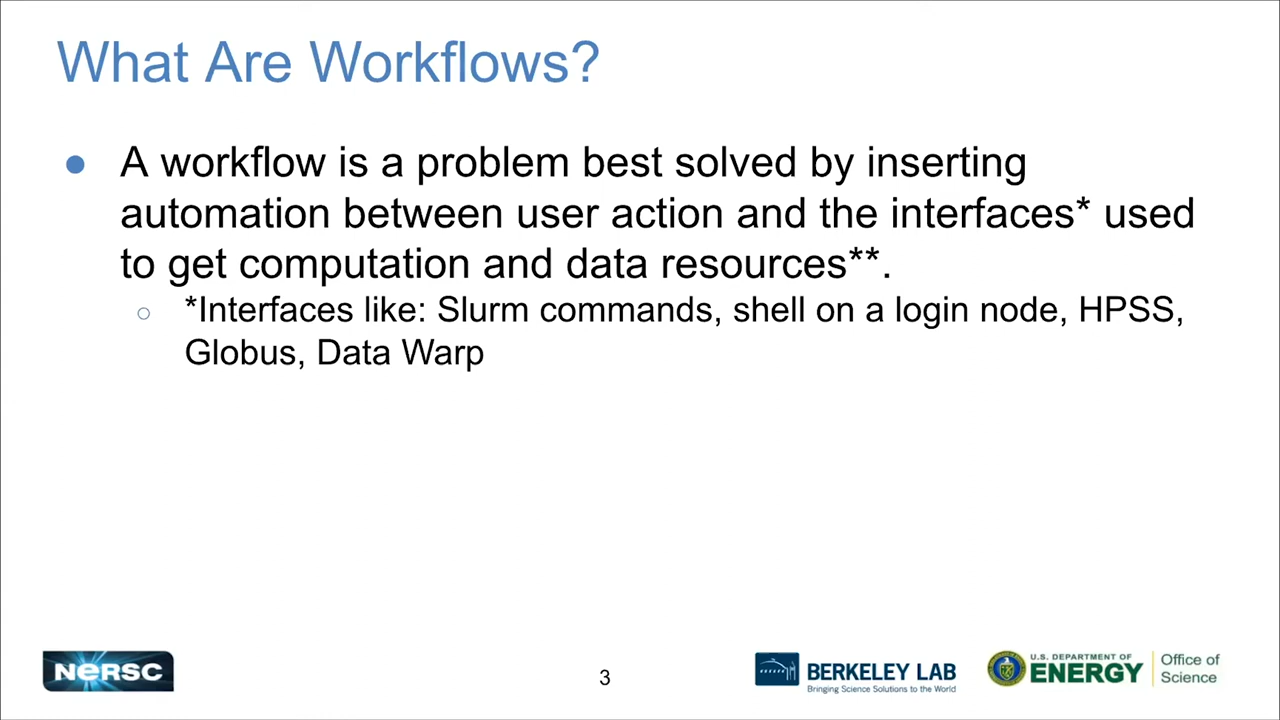 What Are Workflows?
● A workflow is a problem best solved by inserting
automation between user action and the interfaces* used
to get computation and data resources**.
○ *Interfaces like: Slurm commands, shell on a login node, HPSS,
Globus, Data Warp
NERSC
3
BERKELEY LAB
Bringing Science Solutions to the World
U.S. DEPARTMENT OF
ENERGY
Office of
Science